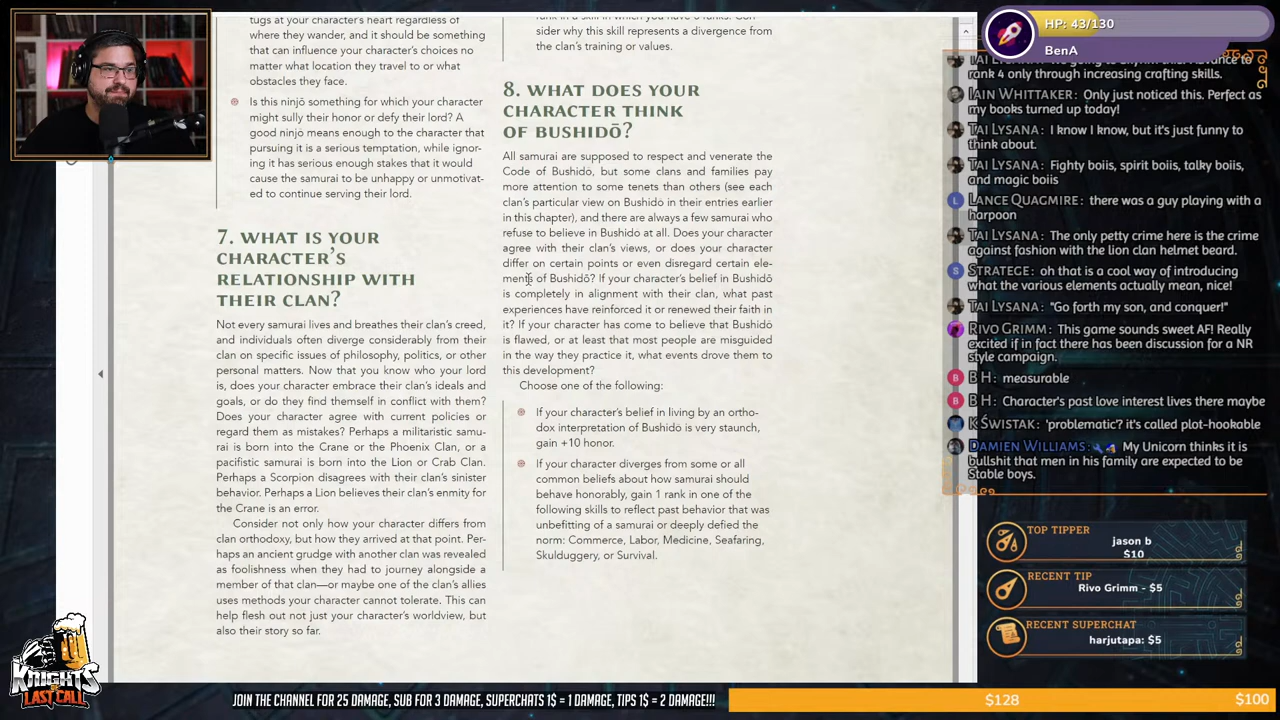 tugs at your character's heart regardless of
where they wander, and it should be something
that can influence your character's choices no
matter what location they travel to or what
obstacles they face.
Is this ninjō something for which your character
might sully their honor or defy their lord? A
good ninjō means enough to the character that
pursuing it is a serious temptation, while ignor-
ing it has serious enough stakes that it would
cause the samurai to be unhappy or unmotivat-
ed to continue serving their lord.
7. WHAT IS YOUR
CHARACTER'S
RELATIONSHIP WITH
THEIR CLAN?
Not every samurai lives and breathes their clan's creed,
and individuals often diverge considerably from their
clan on specific issues of philosophy, politics, or other
personal matters. Now that you know who your lord
is, does your character embrace their clan's ideals and
goals, or do they find themself in conflict with them?
Does your character agree with current policies or
regard them as mistakes? Perhaps a militaristic samu-
rai is born into the Crane or the Phoenix Clan, or a
pacifistic samurai is born into the Lion or Crab Clan.
Perhaps a Scorpion disagrees with their clan's sinister
behavior. Perhaps a Lion believes their clan's enmity for
the Crane is an error.
Consider not only how your character differs from
clan orthodoxy, but how they arrived at that point. Per-
haps an ancient grudge with another clan was revealed
as foolishness when they had to journey alongside a
member of that clan—or maybe one of the clan's allies
uses methods your character cannot tolerate. This can
help flesh out not just your character's worldview, but
also their story so far.
sider why this skill represents a divergence from
the clan's training or values.
8. WHAT DOES YOUR
CHARACTER THINK
OF BUSHIDŌ?
All samurai are supposed to respect and venerate the
Code of Bushidō, but some clans and families pay
more attention to some tenets than others (see each
clan's particular view on Bushidō in their entries earlier
in this chapter), and there are always a few samurai who
refuse to believe in Bushidō at all. Does your character
agree with their clan's views, or does your character
differ on certain points or even disregard certain ele-
ments of Bushidō? If your character's belief in Bushidō
is completely in alignment with their clan, what past
experiences have reinforced it or renewed their faith in
it? If your character has come to believe that Bushidō
is flawed, or at least that most people are misguided
in the way they practice it, what events drove them to
this development?
Choose one of the following:
If your character's belief in living by an ortho-
dox interpretation of Bushidō is very staunch,
gain +10 honor.
If your character diverges from some or all
common beliefs about how samurai should
behave honorably, gain 1 rank in one of the
following skills to reflect past behavior that was
unbefitting of a samurai or deeply defied the
norm: Commerce, Labor, Medicine, Seafaring,
Skulduggery, or Survival.
HP: 43/130
BenA
rank 4 only through increasing crafting skills.
IAIN WHITTAKER: Only just noticed this. Perfect as
my books turned up today!
TAI LYSANA: I know I know, but it's just funny to
think about.
TAI LYSANA: Fighty boiis, spirit boiis, talky boiis,
and magic boiis
LANCE QUAGMIRE: there was a guy playing with a
harpoon
TAI LYSANA: The only petty crime here is the crime
against fashion with the lion clan helmet beard.
STRATEGE: oh that is a cool way of introducing
what the various elements actually mean, nice!
TAI LYSANA: "Go forth my son, and conquer!"
RIVO GRIMM: This game sounds sweet AF! Really
excited if in fact there has been discussion for a NR
style campaign.
B H: measurable
B H: Character's past love interest lives there maybe
K ŚWISTAK: 'problematic'? it's called plot-hookable
DAMIEN WILLIAMS: My Unicorn thinks it is
bullshit that men in his family are expected to be
Stable boys.
TOP TIPPER
jason b
$10
RECENT TIP
Rivo Grimm - $5
RECENT SUPERCHAT
harjutapa: $5
KNIGHTS
LAST CALL
JOIN THE CHANNEL FOR 25 DAMAGE, SUB FOR 3 DAMAGE, SUPERCHATS 1$ = 1 DAMAGE, TIPS 1$ = 2 DAMAGE!!!
$128
$100